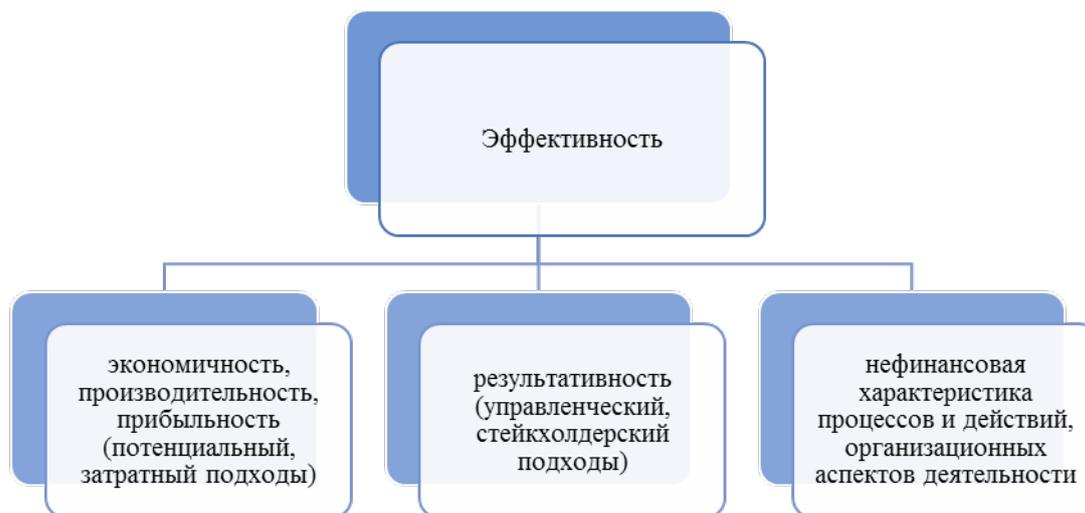 Эффективность
экономичность,
производительность,
прибыльность
(потенциальный,
затратный подходы)
результативность
(управленческий,
стейкхолдерский
подходы)
нефинансовая
характеристика
процессов и действий,
организационных
аспектов деятельности